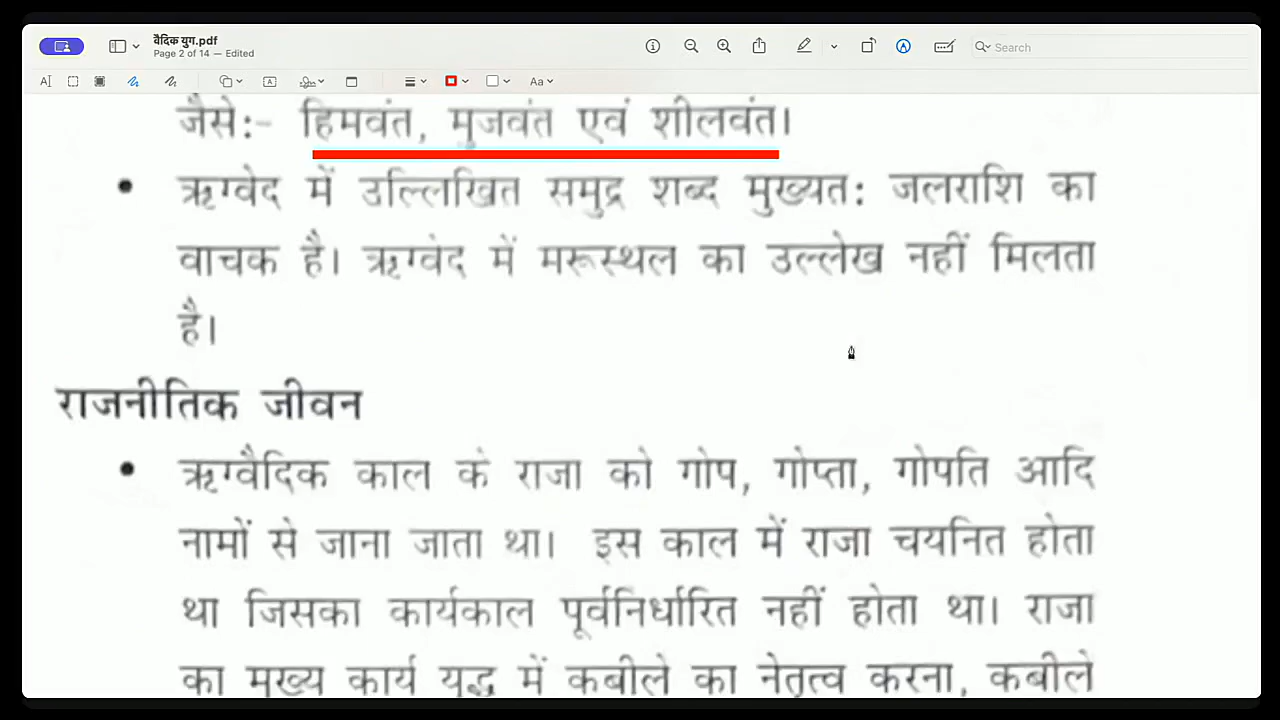 वैदिक युग.pdf
Page 2 of 14 — Edited
Search
Aa
जैसे:- हिमवंत, मुजवंत एवं शीलवंत।
• ऋग्वेद में उल्लिखित समुद्र शब्द मुख्यत: जलराशि का
वाचक है। ऋग्वेद में मरूस्थल का उल्लेख नहीं मिलता
है।
राजनीतिक जीवन
• ऋग्वैदिक काल के राजा को गोप, गोप्ता, गोपति आदि
नामों से जाना जाता था। इस काल में राजा चयनित होता
था जिसका कार्यकाल पूर्वनिर्धारित नहीं होता था। राजा
का मुख्य कार्य युद्ध में कबीले का नेतृत्व करना, कबीले